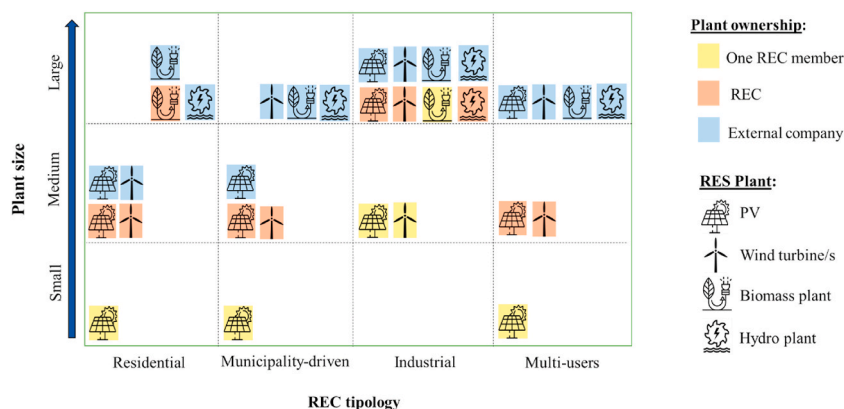 Plant size
Large
Medium
Small
Residential
Municipality-driven
Industrial
Multi-users
REC tipology
Plant ownership:
One REC member
REC
External company
RES Plant:
PV
Wind turbine/s
Biomass plant
Hydro plant